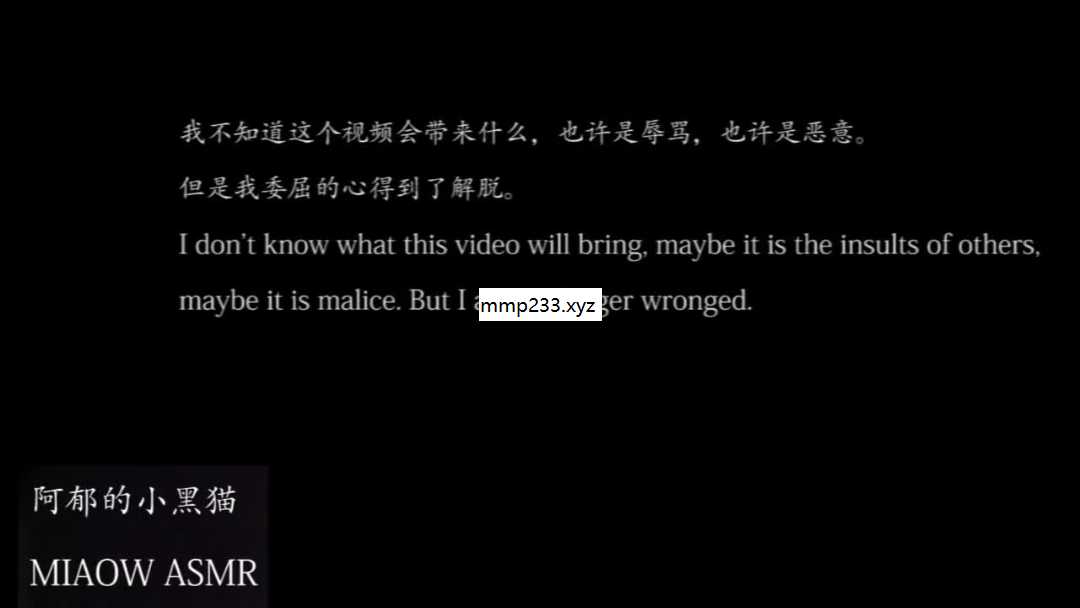 我不知道这个视频会带来什么，也许是辱骂，也许是恶意。
但是我委屈的心得到了解脱。
I don't know what this video will bring, maybe it is the insults of others,
maybe it is malice. But I wronged.
mmp233.xyz
阿郁的小黑猫
MIAOW ASMR